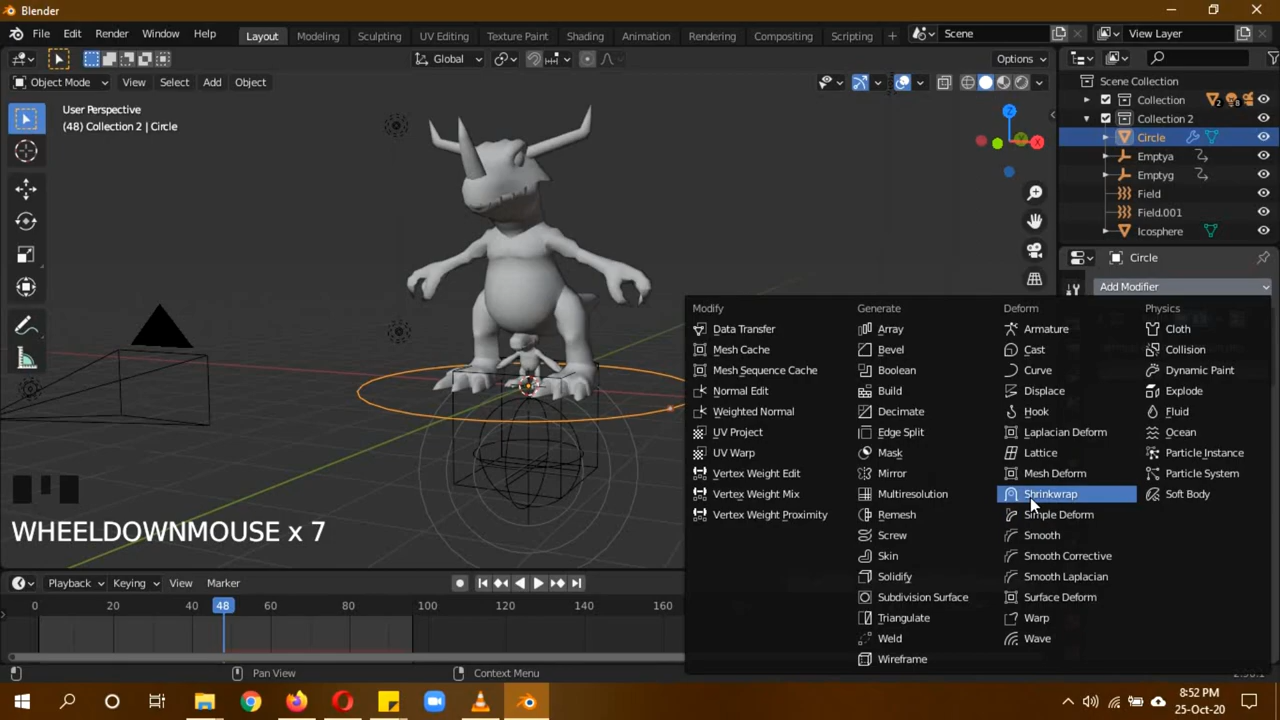 Blender
File Edit Render Window Help
Layout Modeling Sculpting UV Editing Texture Paint Shading Animation Rendering Compositing Scripting
Scene
View Layer
Global
Options
Object Mode View Select Add Object
User Perspective
(48) Collection 2 | Circle
Z
X
Scene Collection
Collection 2 8
Collection 2
Circle
Emptya
Emptyg
Field
Field.001
Icosphere
Circle
Add Modifier
Modify
Data Transfer
Mesh Cache
Mesh Sequence Cache
Normal Edit
Weighted Normal
UV Project
UV Warp
Vertex Weight Edit
Vertex Weight Mix
Vertex Weight Proximity
Generate
Array
Bevel
Boolean
Build
Decimate
Edge Split
Mask
Mirror
Multiresolution
Remesh
Screw
Skin
Solidify
Subdivision Surface
Triangulate
Weld
Wireframe
Deform
Armature
Cast
Curve
Displace
Hook
Laplacian Deform
Lattice
Mesh Deform
Shrinkwrap
Simple Deform
Smooth
Smooth Corrective
Smooth Laplacian
Surface Deform
Warp
Wave
Physics
Cloth
Collision
Dynamic Paint
Explode
Fluid
Ocean
Particle Instance
Particle System
Soft Body
WHEELDOWNMOUSE x 7
Playback Keying View Marker
0 20 40 48 60 80 100 120 140 160
Pan View
Context Menu
8:52 PM
25-Oct-20